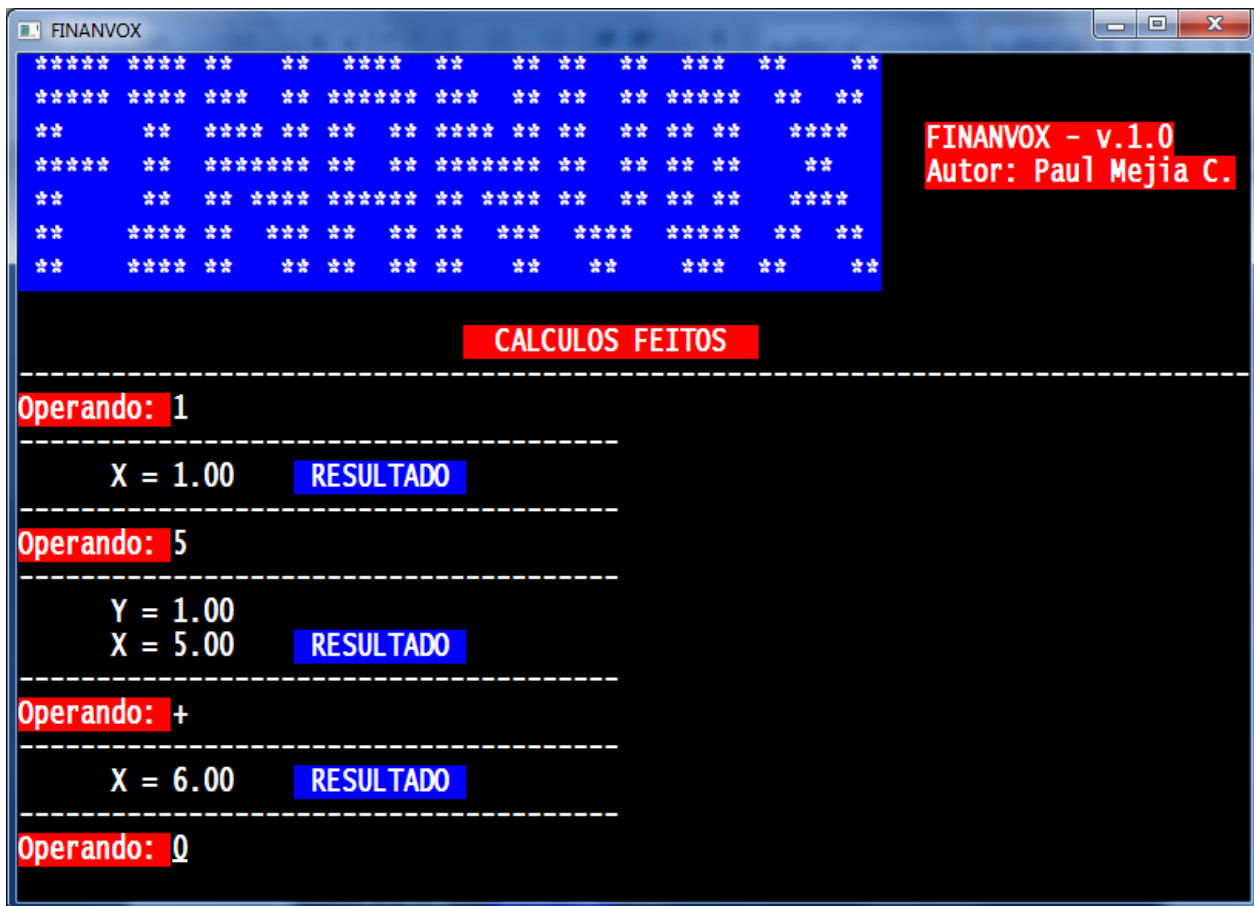 FINANVOX
***** **** **   **  ****  **   ** **  **  ***  **    **
***** **** ***  ** ****** ***  ** **  ** *****  **  **
**     **  **** ** **  ** **** ** **  ** ** **   ****
*****  **  ******* **  ** ******* **  ** ** **    **
**     **  ** **** ****** ** **** **  ** ** **   ****
**    **** **  *** **  ** **  ***  ****  *****  **  **
**    **** **   ** **  ** **   **   **    ***  **    **
FINANVOX - v.1.0
Autor: Paul Mejia C.
CALCULOS FEITOS
--------------------------------------------------------------------------------
Operando: 1
---------------------------------------
X = 1.00 RESULTADO
---------------------------------------
Operando: 5
---------------------------------------
Y = 1.00
X = 5.00 RESULTADO
---------------------------------------
Operando: +
---------------------------------------
X = 6.00 RESULTADO
---------------------------------------
Operando: 0